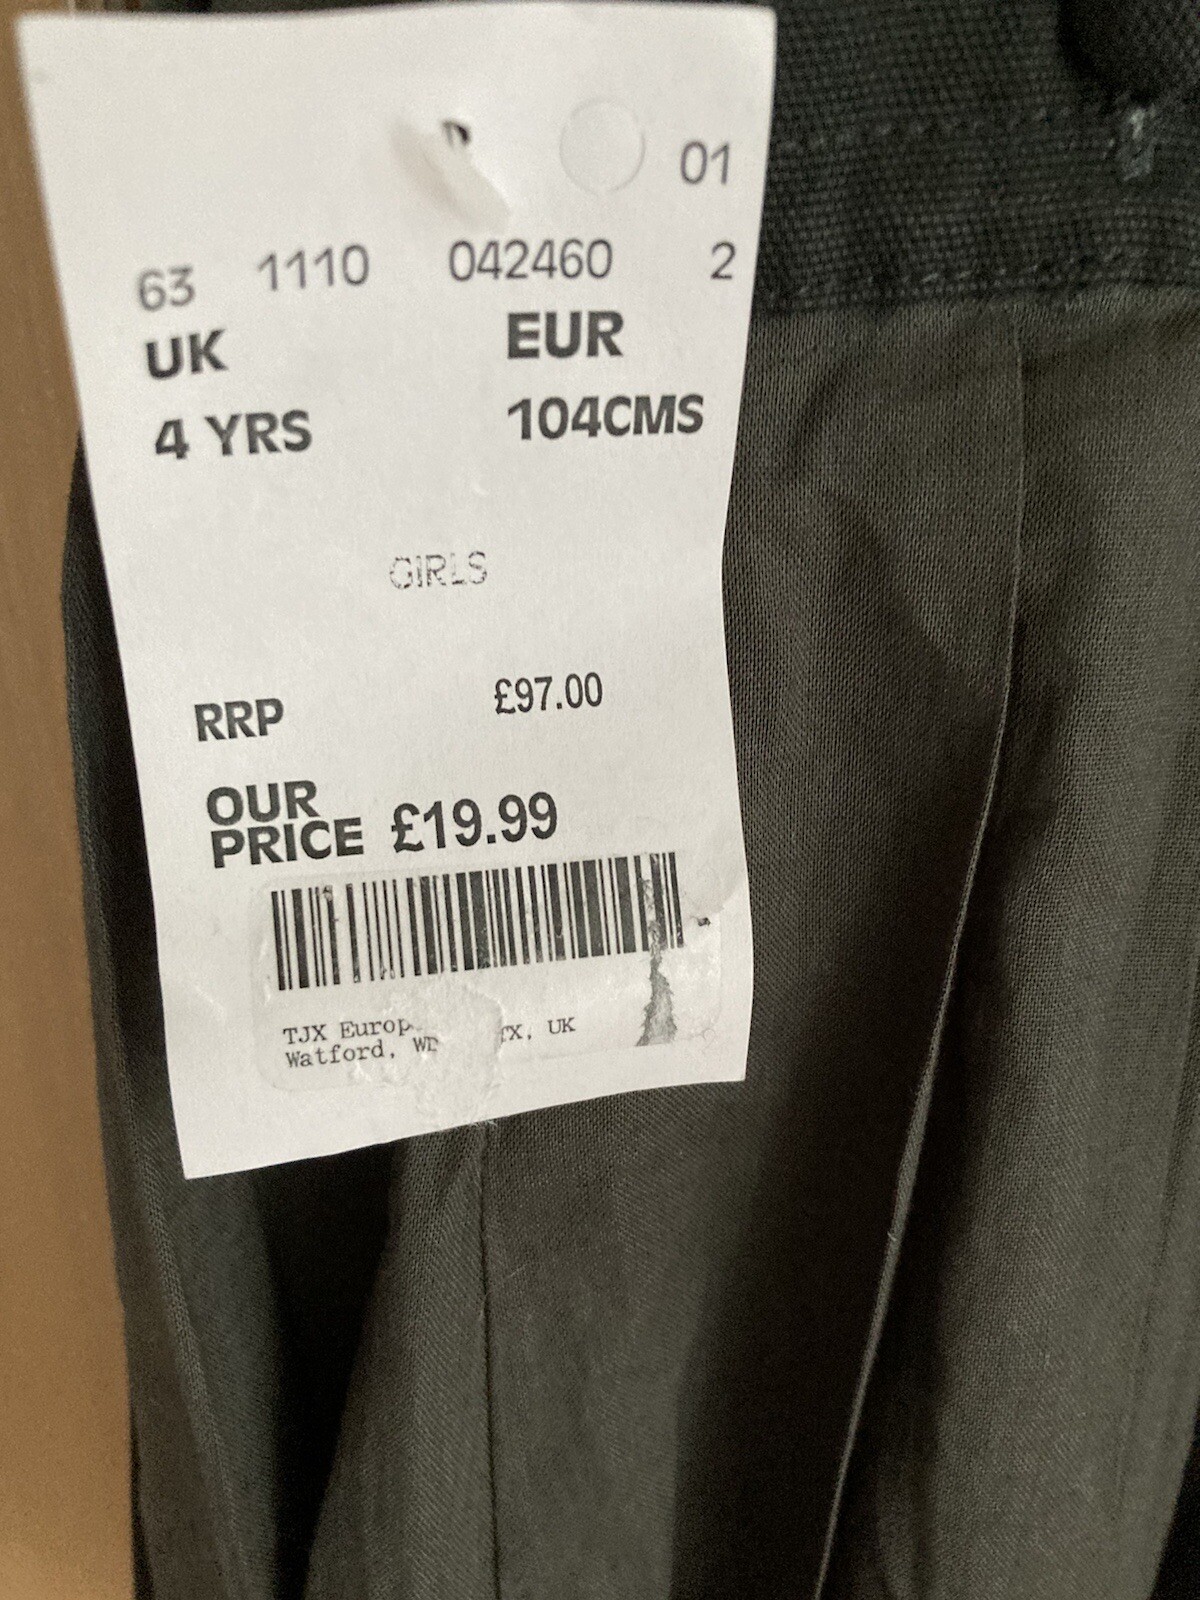 01
63 1110 042460 2
UK EUR
4 YRS 104CMS
GIRLS
RRP £97.00
OUR
PRICE £19.99
TJX UK
Watford,